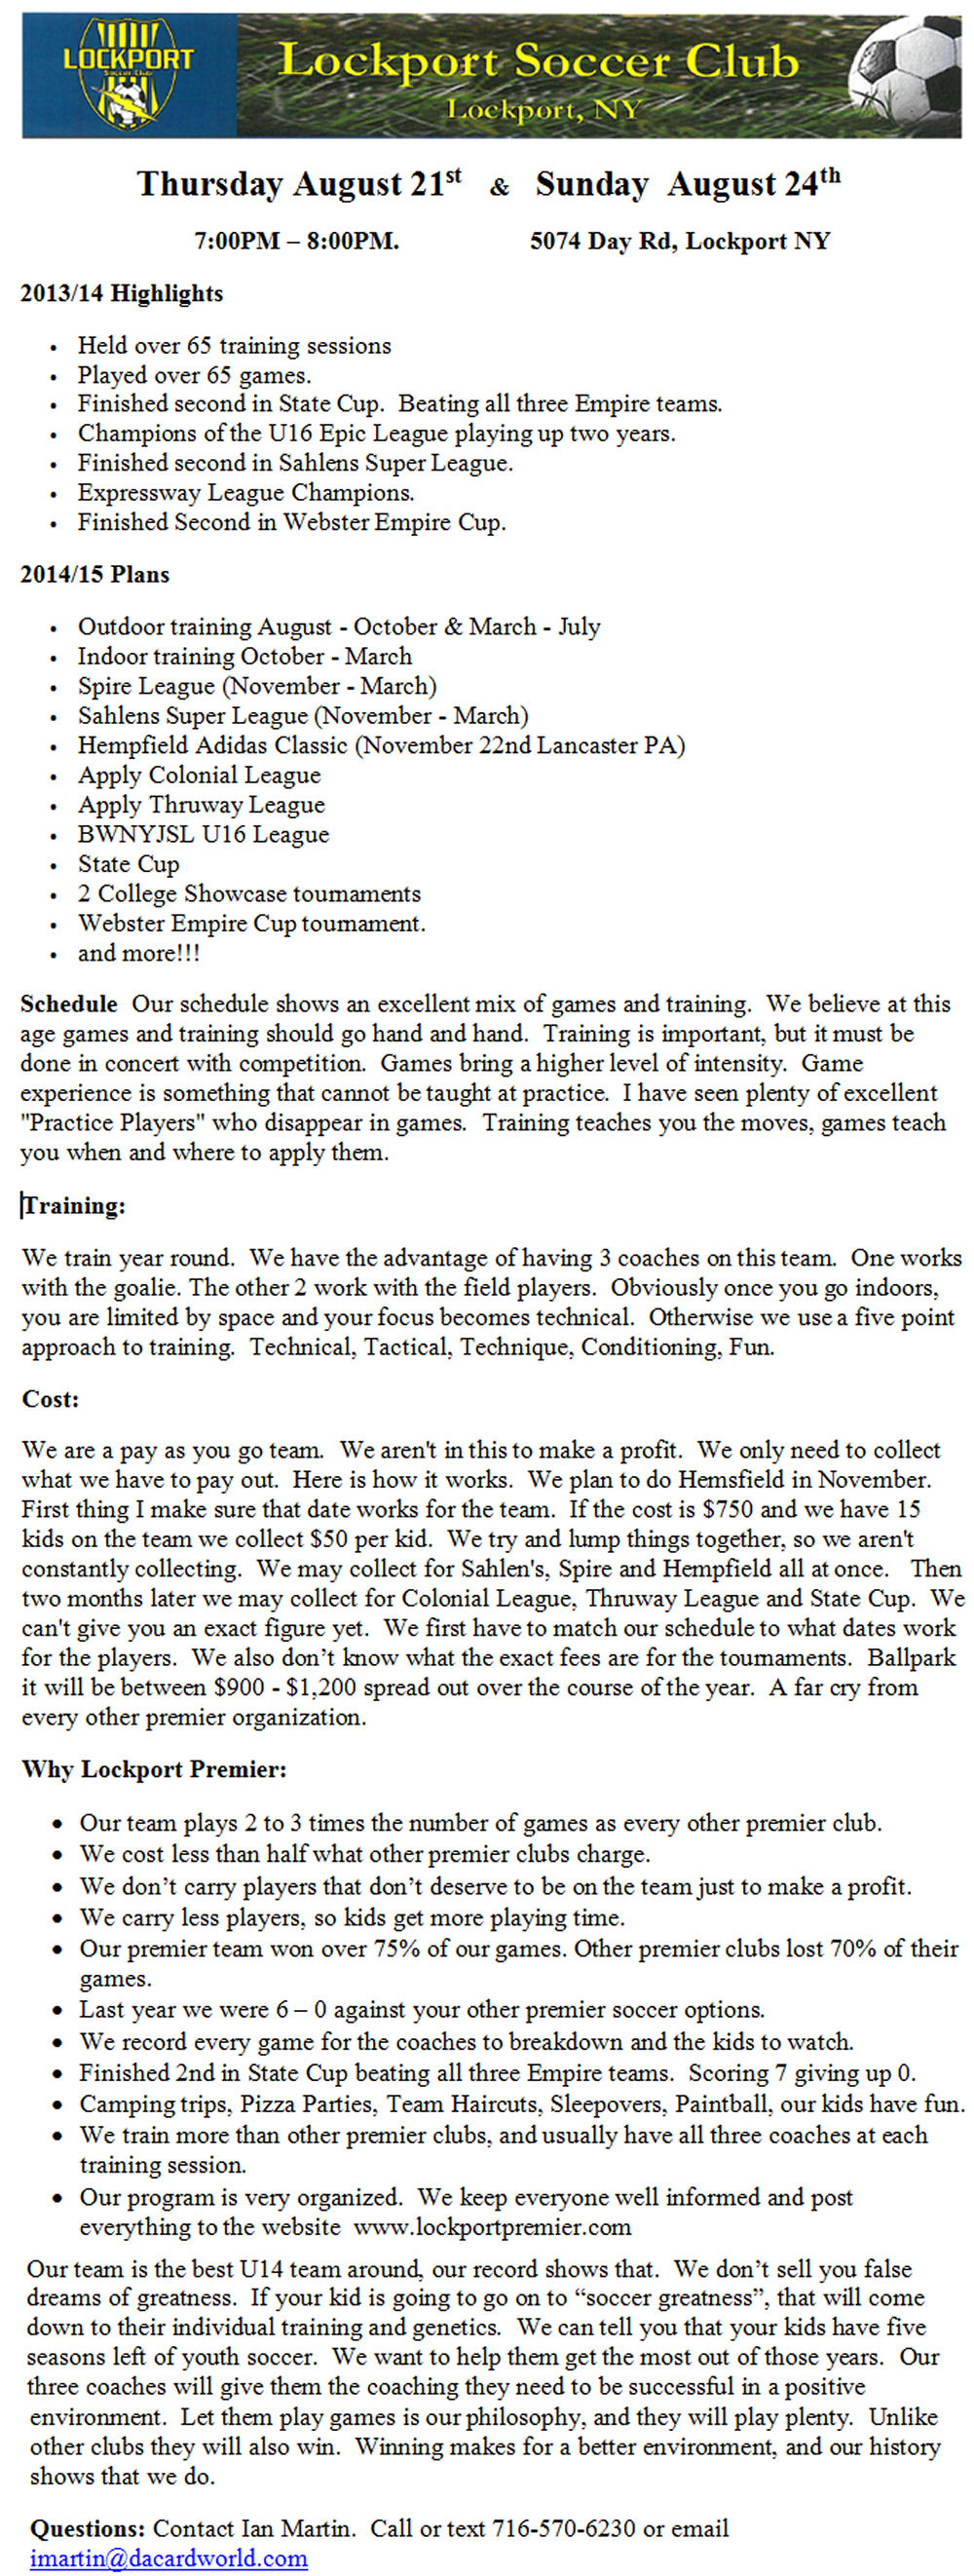 LOCKPORT
Soccer Club
Lockport Soccer Club
Lockport, NY
Thursday August 21st & Sunday August 24th
7:00PM – 8:00PM. 5074 Day Rd, Lockport NY
2013/14 Highlights
• Held over 65 training sessions
• Played over 65 games.
• Finished second in State Cup. Beating all three Empire teams.
• Champions of the U16 Epic League playing up two years.
• Finished second in Sahlens Super League.
• Expressway League Champions.
• Finished Second in Webster Empire Cup.
2014/15 Plans
• Outdoor training August - October & March - July
• Indoor training October - March
• Spire League (November - March)
• Sahlens Super League (November - March)
• Hempfield Adidas Classic (November 22nd Lancaster PA)
• Apply Colonial League
• Apply Thruway League
• BWNYJSL U16 League
• State Cup
• 2 College Showcase tournaments
• Webster Empire Cup tournament.
• and more!!!
Schedule Our schedule shows an excellent mix of games and training. We believe at this
age games and training should go hand and hand. Training is important, but it must be
done in concert with competition. Games bring a higher level of intensity. Game
experience is something that cannot be taught at practice. I have seen plenty of excellent
"Practice Players" who disappear in games. Training teaches you the moves, games teach
you when and where to apply them.
Training:
We train year round. We have the advantage of having 3 coaches on this team. One works
with the goalie. The other 2 work with the field players. Obviously once you go indoors,
you are limited by space and your focus becomes technical. Otherwise we use a five point
approach to training. Technical, Tactical, Technique, Conditioning, Fun.
Cost:
We are a pay as you go team. We aren't in this to make a profit. We only need to collect
what we have to pay out. Here is how it works. We plan to do Hemsfield in November.
First thing I make sure that date works for the team. If the cost is $750 and we have 15
kids on the team we collect $50 per kid. We try and lump things together, so we aren't
constantly collecting. We may collect for Sahlen's, Spire and Hempfield all at once. Then
two months later we may collect for Colonial League, Thruway League and State Cup. We
can't give you an exact figure yet. We first have to match our schedule to what dates work
for the players. We also don’t know what the exact fees are for the tournaments. Ballpark
it will be between $900 - $1,200 spread out over the course of the year. A far cry from
every other premier organization.
Why Lockport Premier:
• Our team plays 2 to 3 times the number of games as every other premier club.
• We cost less than half what other premier clubs charge.
• We don’t carry players that don’t deserve to be on the team just to make a profit.
• We carry less players, so kids get more playing time.
• Our premier team won over 75% of our games. Other premier clubs lost 70% of their
games.
• Last year we were 6 – 0 against your other premier soccer options.
• We record every game for the coaches to breakdown and the kids to watch.
• Finished 2nd in State Cup beating all three Empire teams. Scoring 7 giving up 0.
• Camping trips, Pizza Parties, Team Haircuts, Sleepovers, Paintball, our kids have fun.
• We train more than other premier clubs, and usually have all three coaches at each
training session.
• Our program is very organized. We keep everyone well informed and post
everything to the website www.lockportpremier.com
Our team is the best U14 team around, our record shows that. We don’t sell you false
dreams of greatness. If your kid is going to go on to “soccer greatness”, that will come
down to their individual training and genetics. We can tell you that your kids have five
seasons left of youth soccer. We want to help them get the most out of those years. Our
three coaches will give them the coaching they need to be successful in a positive
environment. Let them play games is our philosophy, and they will play plenty. Unlike
other clubs they will also win. Winning makes for a better environment, and our history
shows that we do.
Questions: Contact Ian Martin. Call or text 716-570-6230 or email
imartin@dacardworld.com